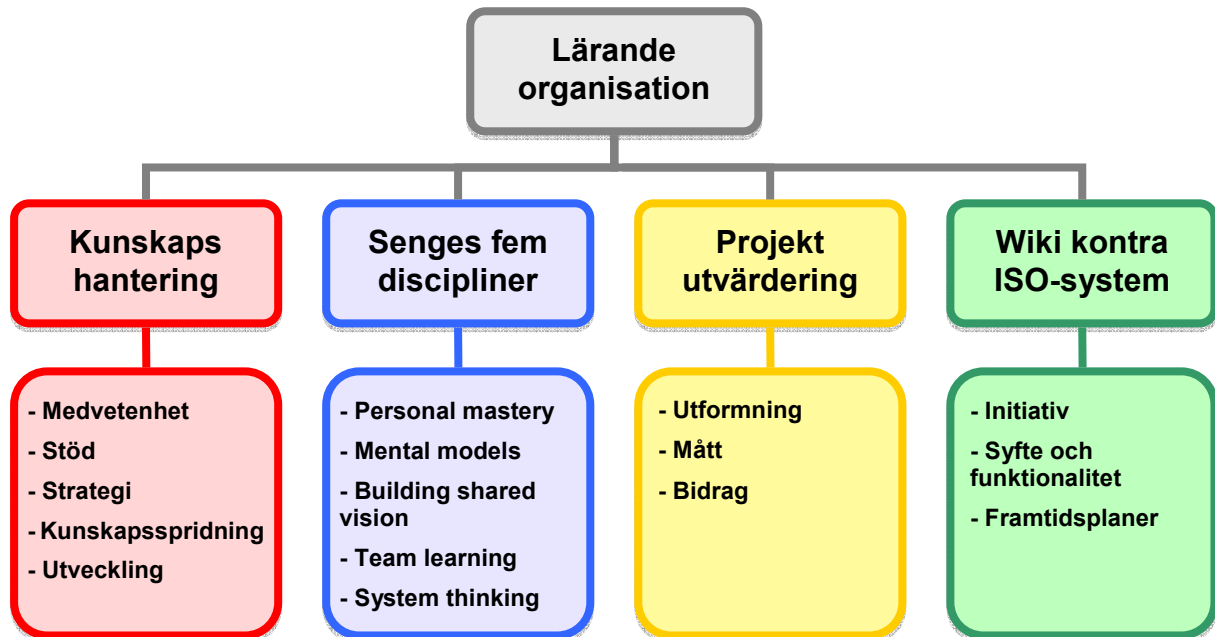 Lärande
organisation
Kunskaps
hantering
- Medvetenhet
- Stöd
- Strategi
- Kunskapsspridning
- Utveckling
Senges fem
discipliner
- Personal mastery
- Mental models
- Building shared
vision
- Team learning
- System thinking
Projekt
utvärdering
- Utformning
- Mått
- Bidrag
Wiki kontra
ISO-system
- Initiativ
- Syfte och
funktionalitet
- Framtidsplaner